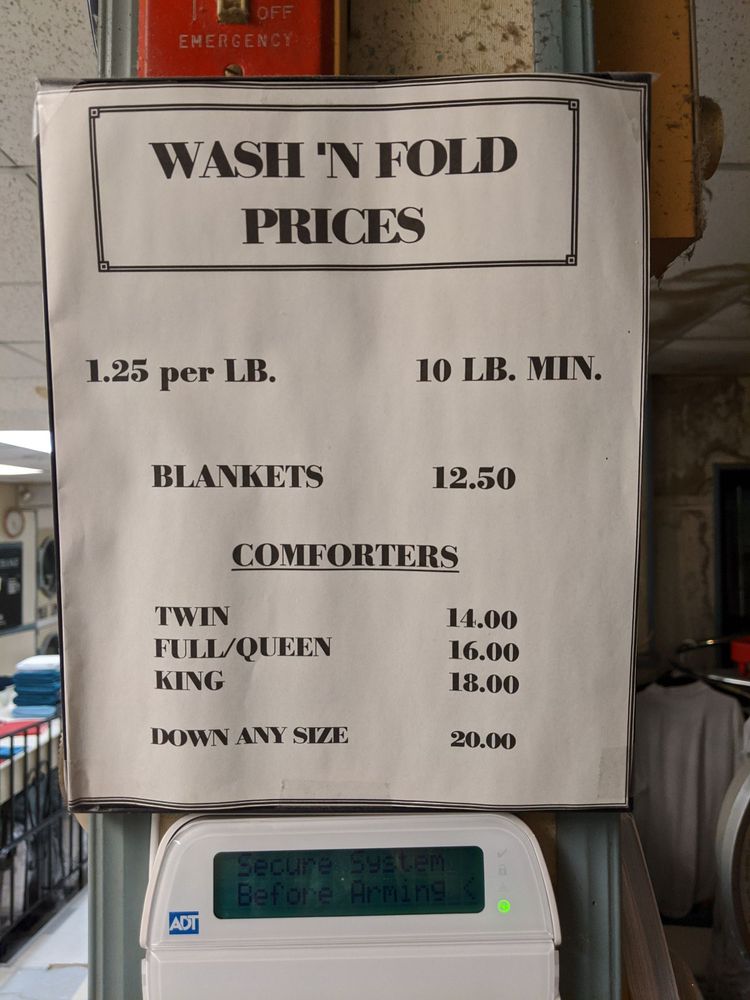 OFF
EMERGENCY
WASH 'N FOLD
PRICES
1.25 per LB. 10 LB. MIN.
BLANKETS 12.50
COMFORTERS
TWIN 14.00
FULL/QUEEN 16.00
KING 18.00
DOWN ANY SIZE 20.00
Secure System
Before Arming <
ADT